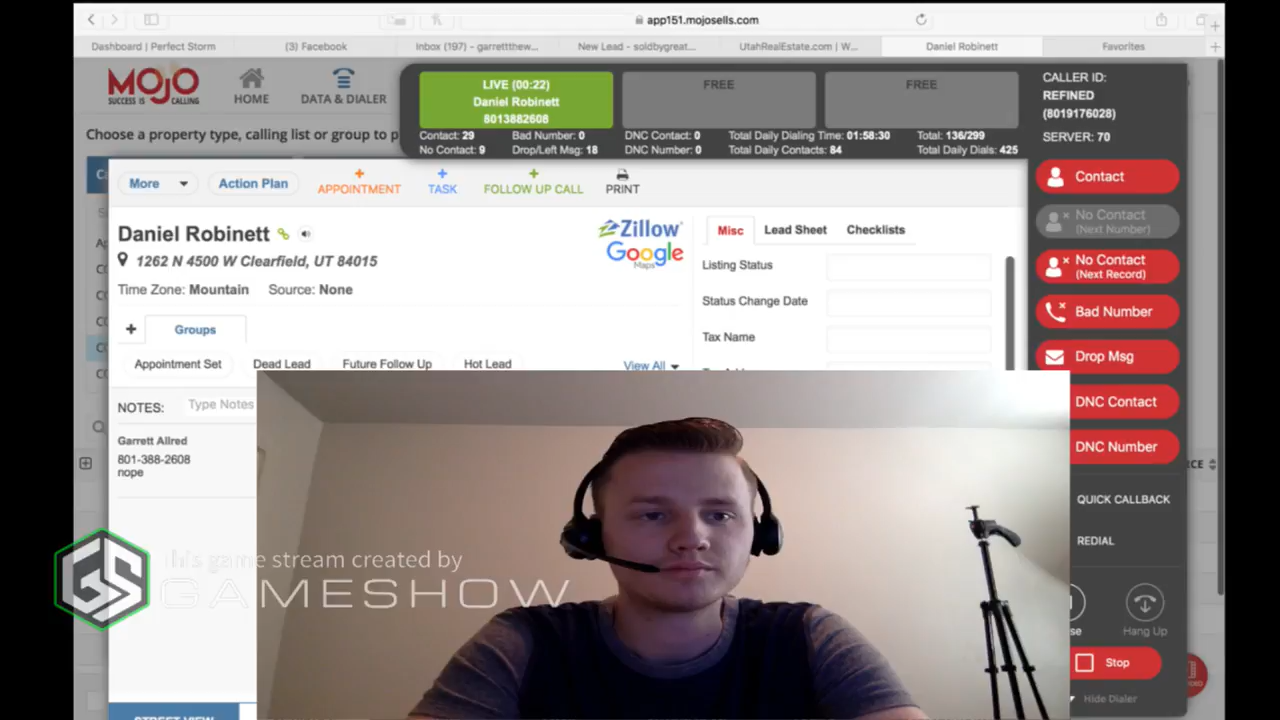 app151.mojosells.com
Dashboard | Perfect Storm
(3) Facebook
Inbox (197) - garrettthew...
New Lead - soldbygreat...
UtahRealEstate.com | W...
Daniel Robinett
Favorites
MOJO
SUCCESS IS CALLING
HOME
DATA & DIALER
LIVE (00:22)
Daniel Robinett
8013882608
FREE
FREE
CALLER ID:
REFINED
(8019176028)
SERVER: 70
Contact: 29
Bad Number: 0
DNC Contact: 0
Total Daily Dialing Time: 01:58:30
Total: 136/299
No Contact: 9
Drop/Left Msg: 18
DNC Number: 0
Total Daily Contacts: 84
Total Daily Dials: 425
Choose a property type, calling list or group to p
More
Action Plan
APPOINTMENT
TASK
FOLLOW UP CALL
PRINT
Daniel Robinett
1262 N 4500 W Clearfield, UT 84015
Time Zone: Mountain
Source: None
Zillow
Google
Maps
Misc
Lead Sheet
Checklists
Listing Status
Status Change Date
Tax Name
Groups
Appointment Set
Dead Lead
Future Follow Up
Hot Lead
View All
NOTES:
Type Notes
Garrett Allred
801-388-2608
nope
Contact
No Contact
(Next Number)
No Contact
(Next Record)
Bad Number
Drop Msg
DNC Contact
DNC Number
QUICK CALLBACK
REDIAL
Hang Up
Stop
Hide Dialer
this game stream created by
GS GAMESHOW
STREET VIEW